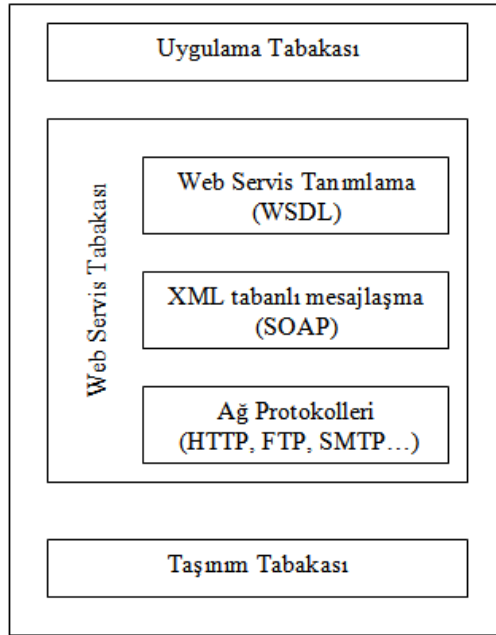 Uygulama Tabakası
Web Servis Tabakası
Web Servis Tanımlama
(WSDL)
XML tabanlı mesajlaşma
(SOAP)
Ağ Protokolleri
(HTTP, FTP, SMTP…)
Taşınım Tabakası